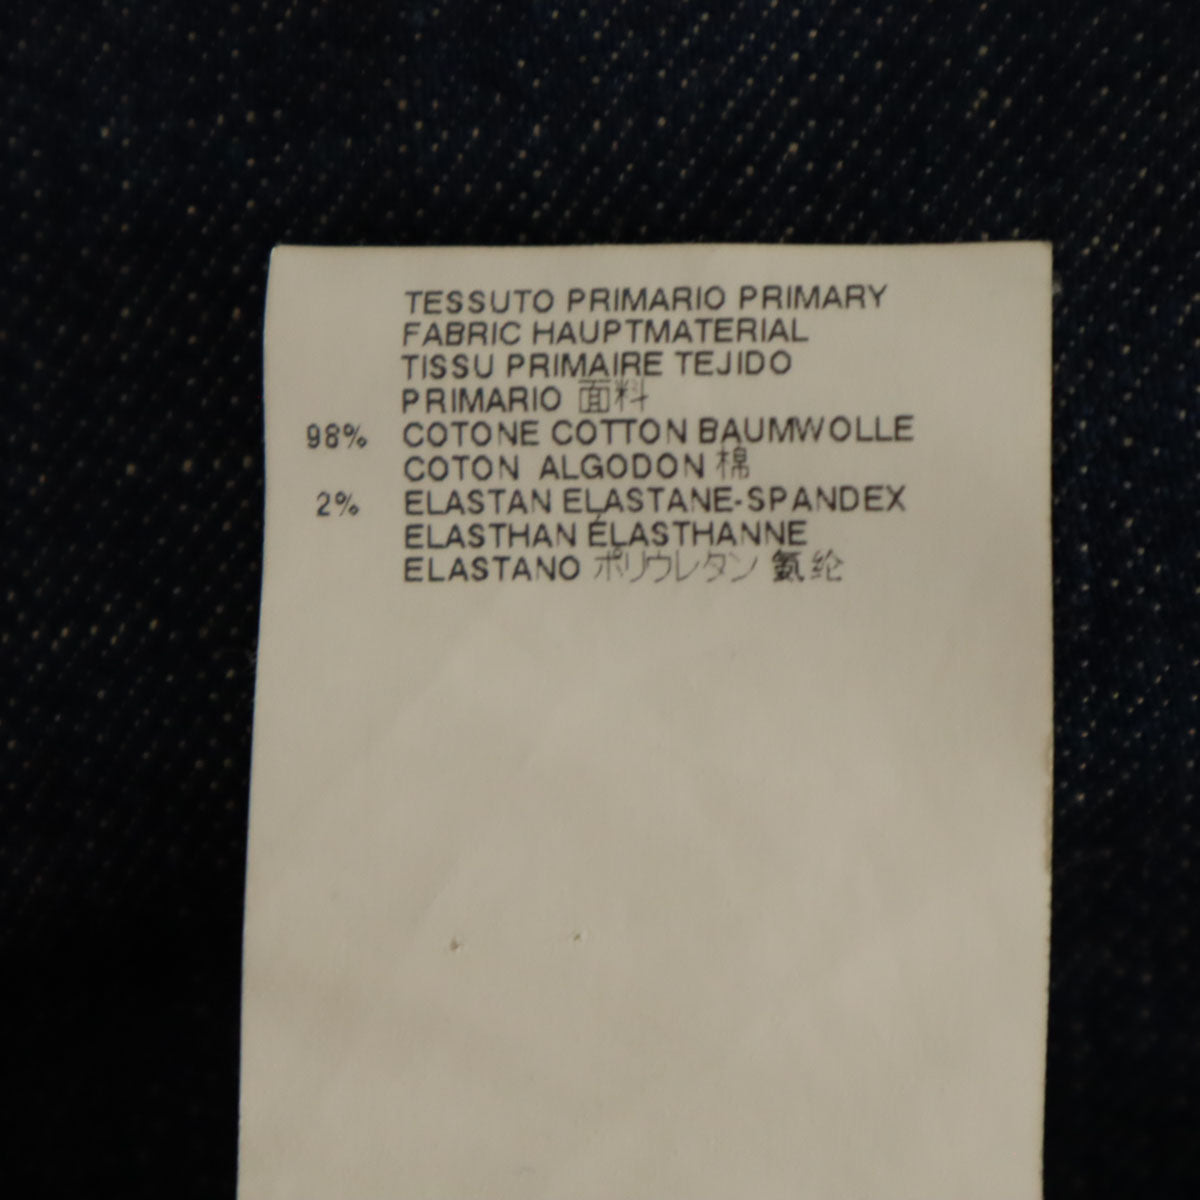 TESSUTO PRIMARIO PRIMARY
FABRIC HAUPTMATERIAL
TISSU PRIMAIRE TEJIDO
PRIMARIO 面料
98% COTONE COTTON BAUMWOLLE
COTON ALGODON 棉
2% ELASTAN ELASTANE-SPANDEX
ELASTHAN ÉLASTHANNE
ELASTANO ポリウレタン 氨纶